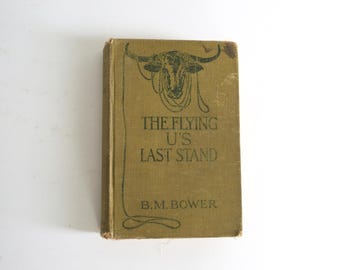 THE FLYING
U'S
LAST STAND
B.M. BOWER